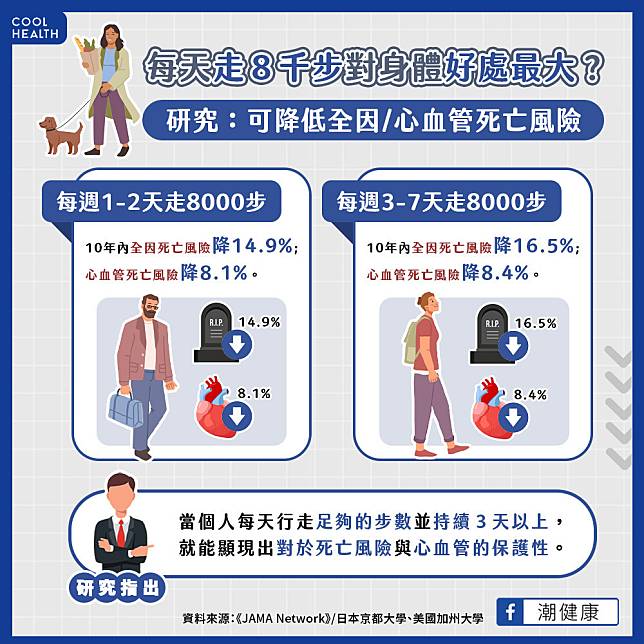 COOL
HEALTH
每天走8千步對身體好處最大?
研究：可降低全因/心血管死亡風險
每週1-2天走8000步
10年內全因死亡風險降14.9%;
心血管死亡風險降8.1%。
R.I.P.
14.9%
8.1%
每週3-7天走8000步
10年內全因死亡風險降16.5%;
心血管死亡風險降8.4%。
R.I.P.
16.5%
8.4%
當個人每天行走足夠的步數並持續3天以上，
就能顯現出對於死亡風險與心血管的保護性。
研究指出
資料來源:《JAMA Network》/日本京都大學、美國加州大學
f 潮健康